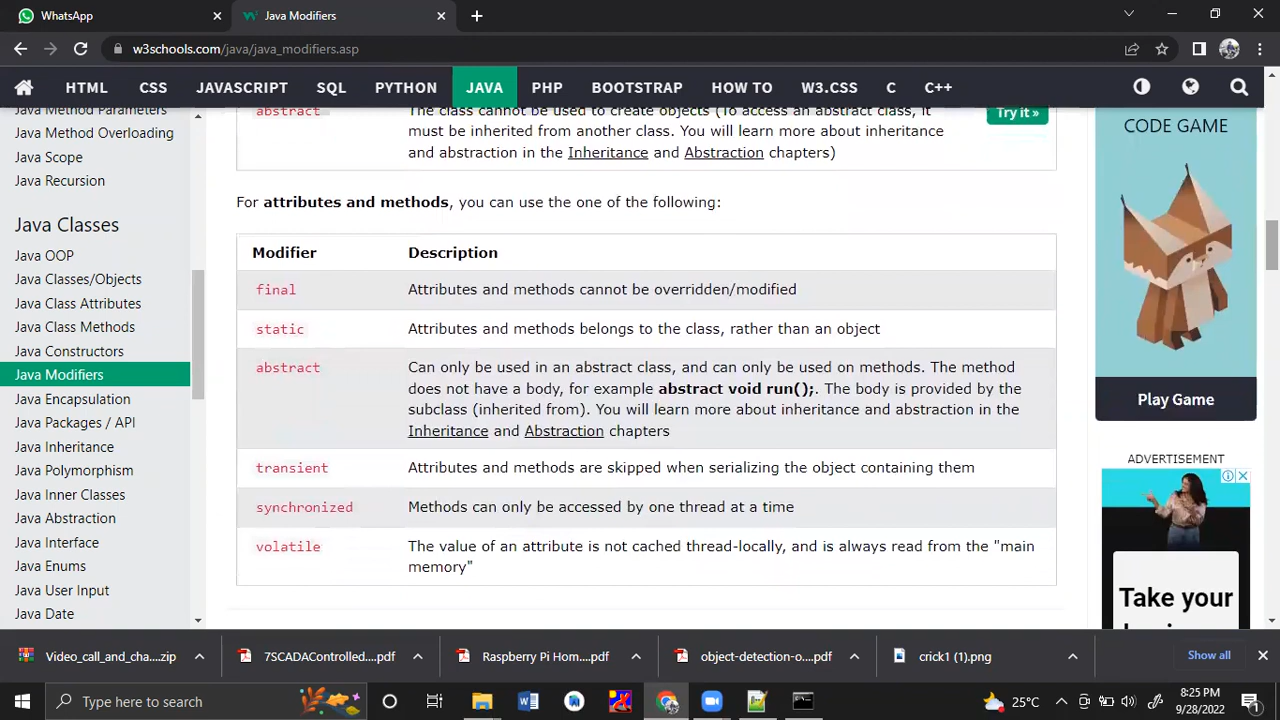 WhatsApp
Java Modifiers
w3schools.com/java/java_modifiers.asp
HTML CSS JAVASCRIPT SQL PYTHON JAVA PHP BOOTSTRAP HOW TO W3.CSS C C++
Java Method Parameters
Java Method Overloading
Java Scope
Java Recursion
Java Classes
Java OOP
Java Classes/Objects
Java Class Attributes
Java Class Methods
Java Constructors
Java Modifiers
Java Encapsulation
Java Packages / API
Java Inheritance
Java Polymorphism
Java Inner Classes
Java Abstraction
Java Interface
Java Enums
Java User Input
Java Date
abstract The class cannot be used to create objects (To access an abstract class, it
must be inherited from another class. You will learn more about inheritance
and abstraction in the Inheritance and Abstraction chapters)
Try it »
For attributes and methods, you can use the one of the following:
Modifier Description
final Attributes and methods cannot be overridden/modified
static Attributes and methods belongs to the class, rather than an object
abstract Can only be used in an abstract class, and can only be used on methods. The method
does not have a body, for example abstract void run();. The body is provided by the
subclass (inherited from). You will learn more about inheritance and abstraction in the
Inheritance and Abstraction chapters
transient Attributes and methods are skipped when serializing the object containing them
synchronized Methods can only be accessed by one thread at a time
volatile The value of an attribute is not cached thread-locally, and is always read from the "main
memory"
CODE GAME
Play Game
ADVERTISEMENT
Take your
Video_call_and_cha....zip
7SCADAControlled....pdf
Raspberry Pi Hom....pdf
object-detection-o....pdf
crick1 (1).png
Show all
Type here to search
25°C
8:25 PM
9/28/2022
1